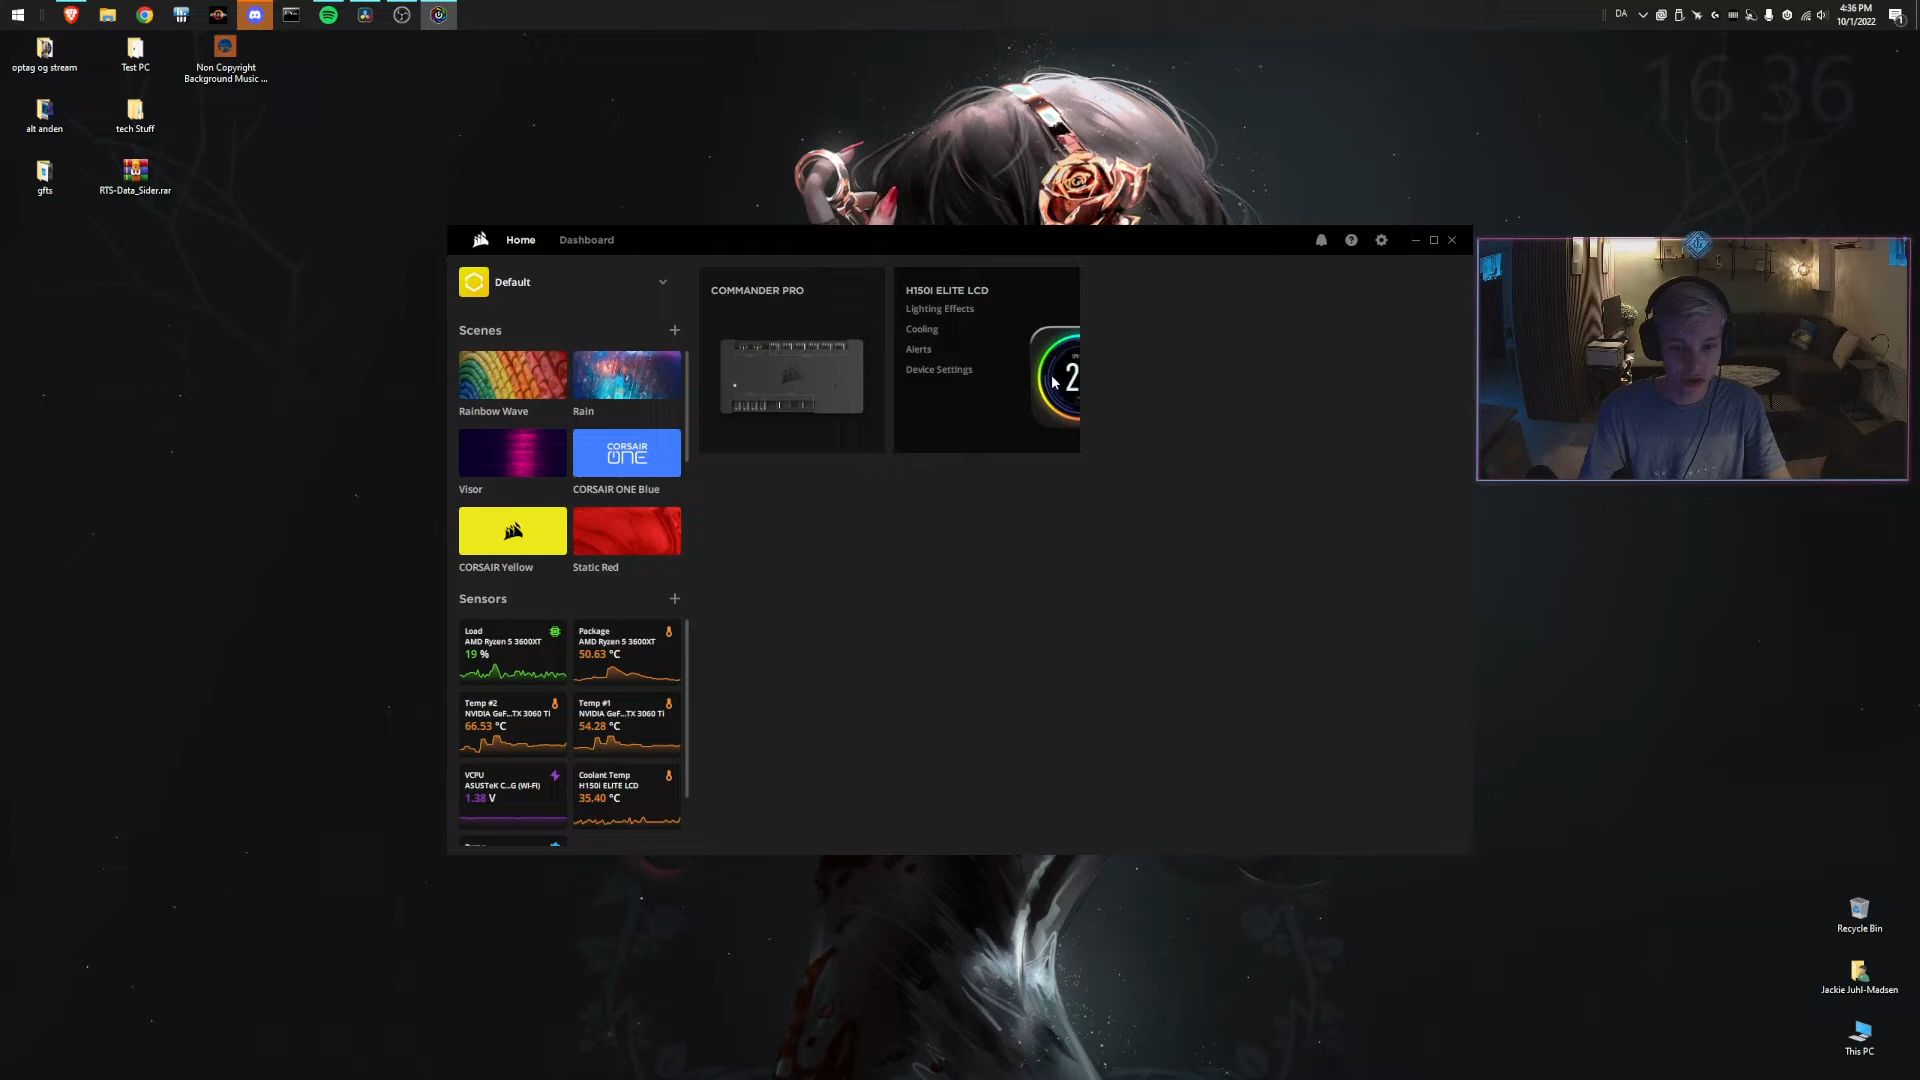 DA
4:36 PM
10/1/2022
optag og stream
Test PC
Non Copyright
Background Music ...
alt anden
tech Stuff
gfts
RTS-Data_Sider.rar
16 36
Home
Dashboard
Default
Scenes
Rainbow Wave
Rain
CORSAIR
ONE
Visor
CORSAIR ONE Blue
CORSAIR Yellow
Static Red
Sensors
Load
AMD Ryzen 5 3600XT
19 %
Package
AMD Ryzen 5 3600XT
50.63 °C
Temp #2
NVIDIA GeF...TX 3060 Ti
66.53 °C
Temp #1
NVIDIA GeF...TX 3060 Ti
54.28 °C
VCPU
ASUSTeK C...G (WI-FI)
1.38 V
Coolant Temp
H150I ELITE LCD
35.40 °C
COMMANDER PRO
H150I ELITE LCD
Lighting Effects
Cooling
Alerts
Device Settings
2
Recycle Bin
Jackie Juhl-Madsen
This PC